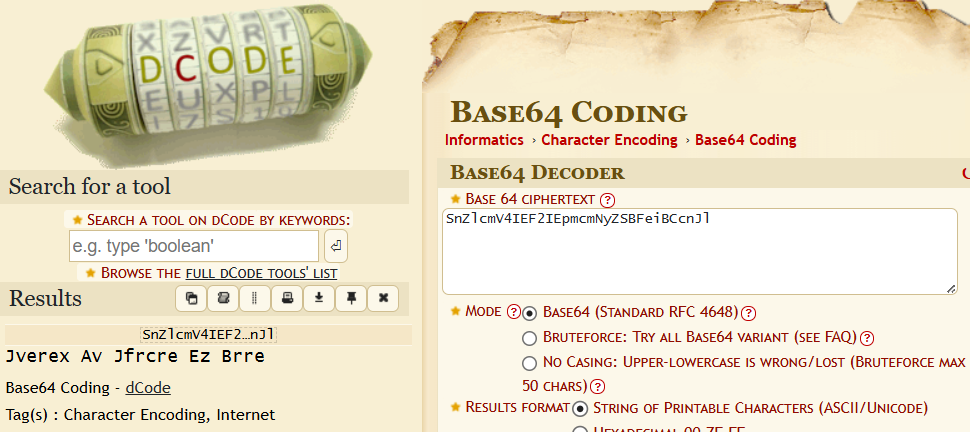 X Z V R T
D C O D E
E U X P L
Search for a tool
★ Search a tool on dCode by keywords:
e.g. type 'boolean'
★ Browse the full dCode tools' list
Results
SnZlcmV4IEF2…nJl
Jverex Av Jfrcre Ez Brre
Base64 Coding - dCode
Tag(s) : Character Encoding, Internet
Base64 Coding
Informatics › Character Encoding › Base64 Coding
Base64 Decoder
★ Base 64 ciphertext ?
SnZlcmV4IEF2IEpmcmNyZSBFeiBCcnJl
★ Mode ? Base64 (Standard RFC 4648) ?
Bruteforce: Try all Base64 variant (see FAQ) ?
No Casing: Upper-lowercase is wrong/lost (Bruteforce max
50 chars) ?
★ Results format String of Printable Characters (ASCII/Unicode)